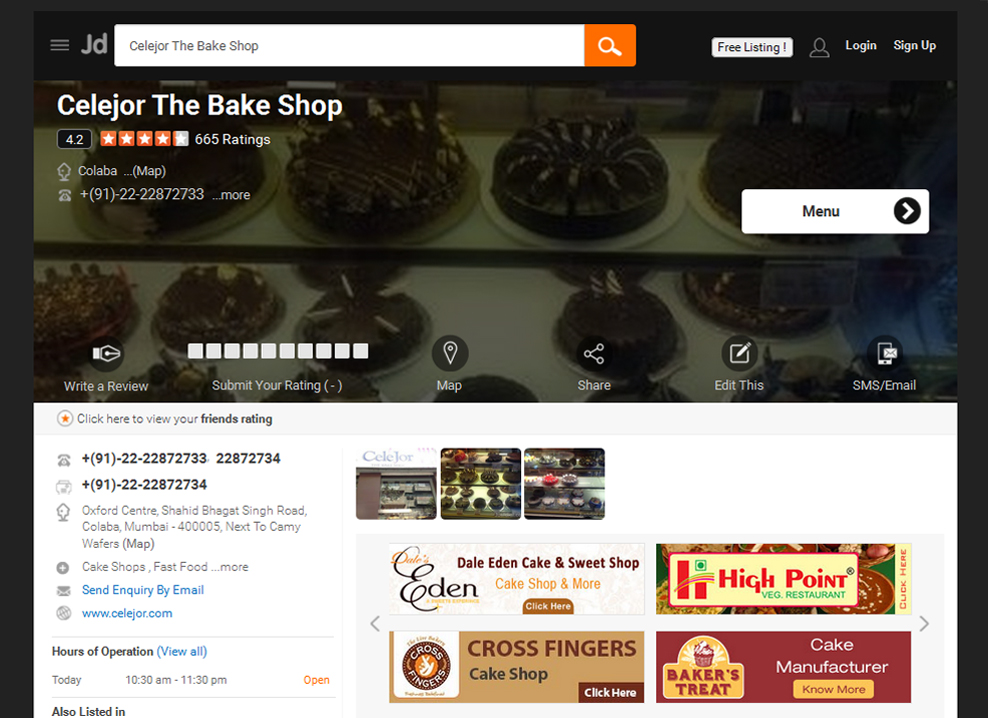 Jd
Celejor The Bake Shop
Free Listing !
Login
Sign Up
Celejor The Bake Shop
4.2
665 Ratings
Colaba ...(Map)
+(91)-22-22872733 ...more
Menu
Write a Review
Submit Your Rating ( - )
Map
Share
Edit This
SMS/Email
Click here to view your friends rating
+(91)-22-22872733 22872734
+(91)-22-22872734
Oxford Centre, Shahid Bhagat Singh Road,
Colaba, Mumbai - 400005, Next To Camy
Wafers (Map)
Cake Shops , Fast Food ...more
Send Enquiry By Email
www.celejor.com
Hours of Operation (View all)
Today 10:30 am - 11:30 pm Open
Also Listed in
CeleJor
Dale's
Eden
Dale Eden Cake & Sweet Shop
Cake Shop & More
Click Here
H
High Point®
VEG. RESTAURANT
CLICK HERE
The Live Bakery
CROSS
FINGERS
CROSS FINGERS
Cake Shop
Click Here
BAKER'S
TREAT
Cake
Manufacturer
Know More